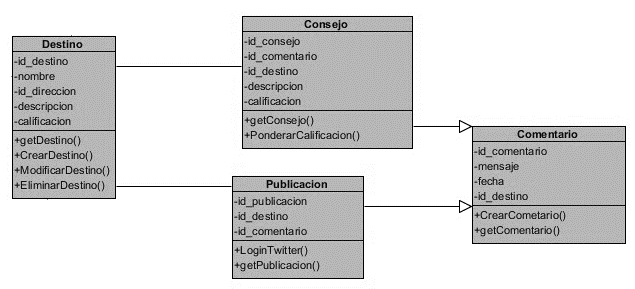 Destino
-id_destino
-nombre
-id_direccion
-descripcion
-calificacion
+getDestino()
+CrearDestino()
+ModificarDestino()
+EliminarDestino()
Consejo
-id_consejo
-id_comentario
-id_destino
-descripcion
-calificacion
+getConsejo()
+PonderarCalificacion()
Publicacion
-id_publicacion
-id_destino
-id_comentario
+LoginTwitter()
+getPublicacion()
Comentario
-id_comentario
-mensaje
-fecha
-id_destino
+CrearCometario()
+getComentario()